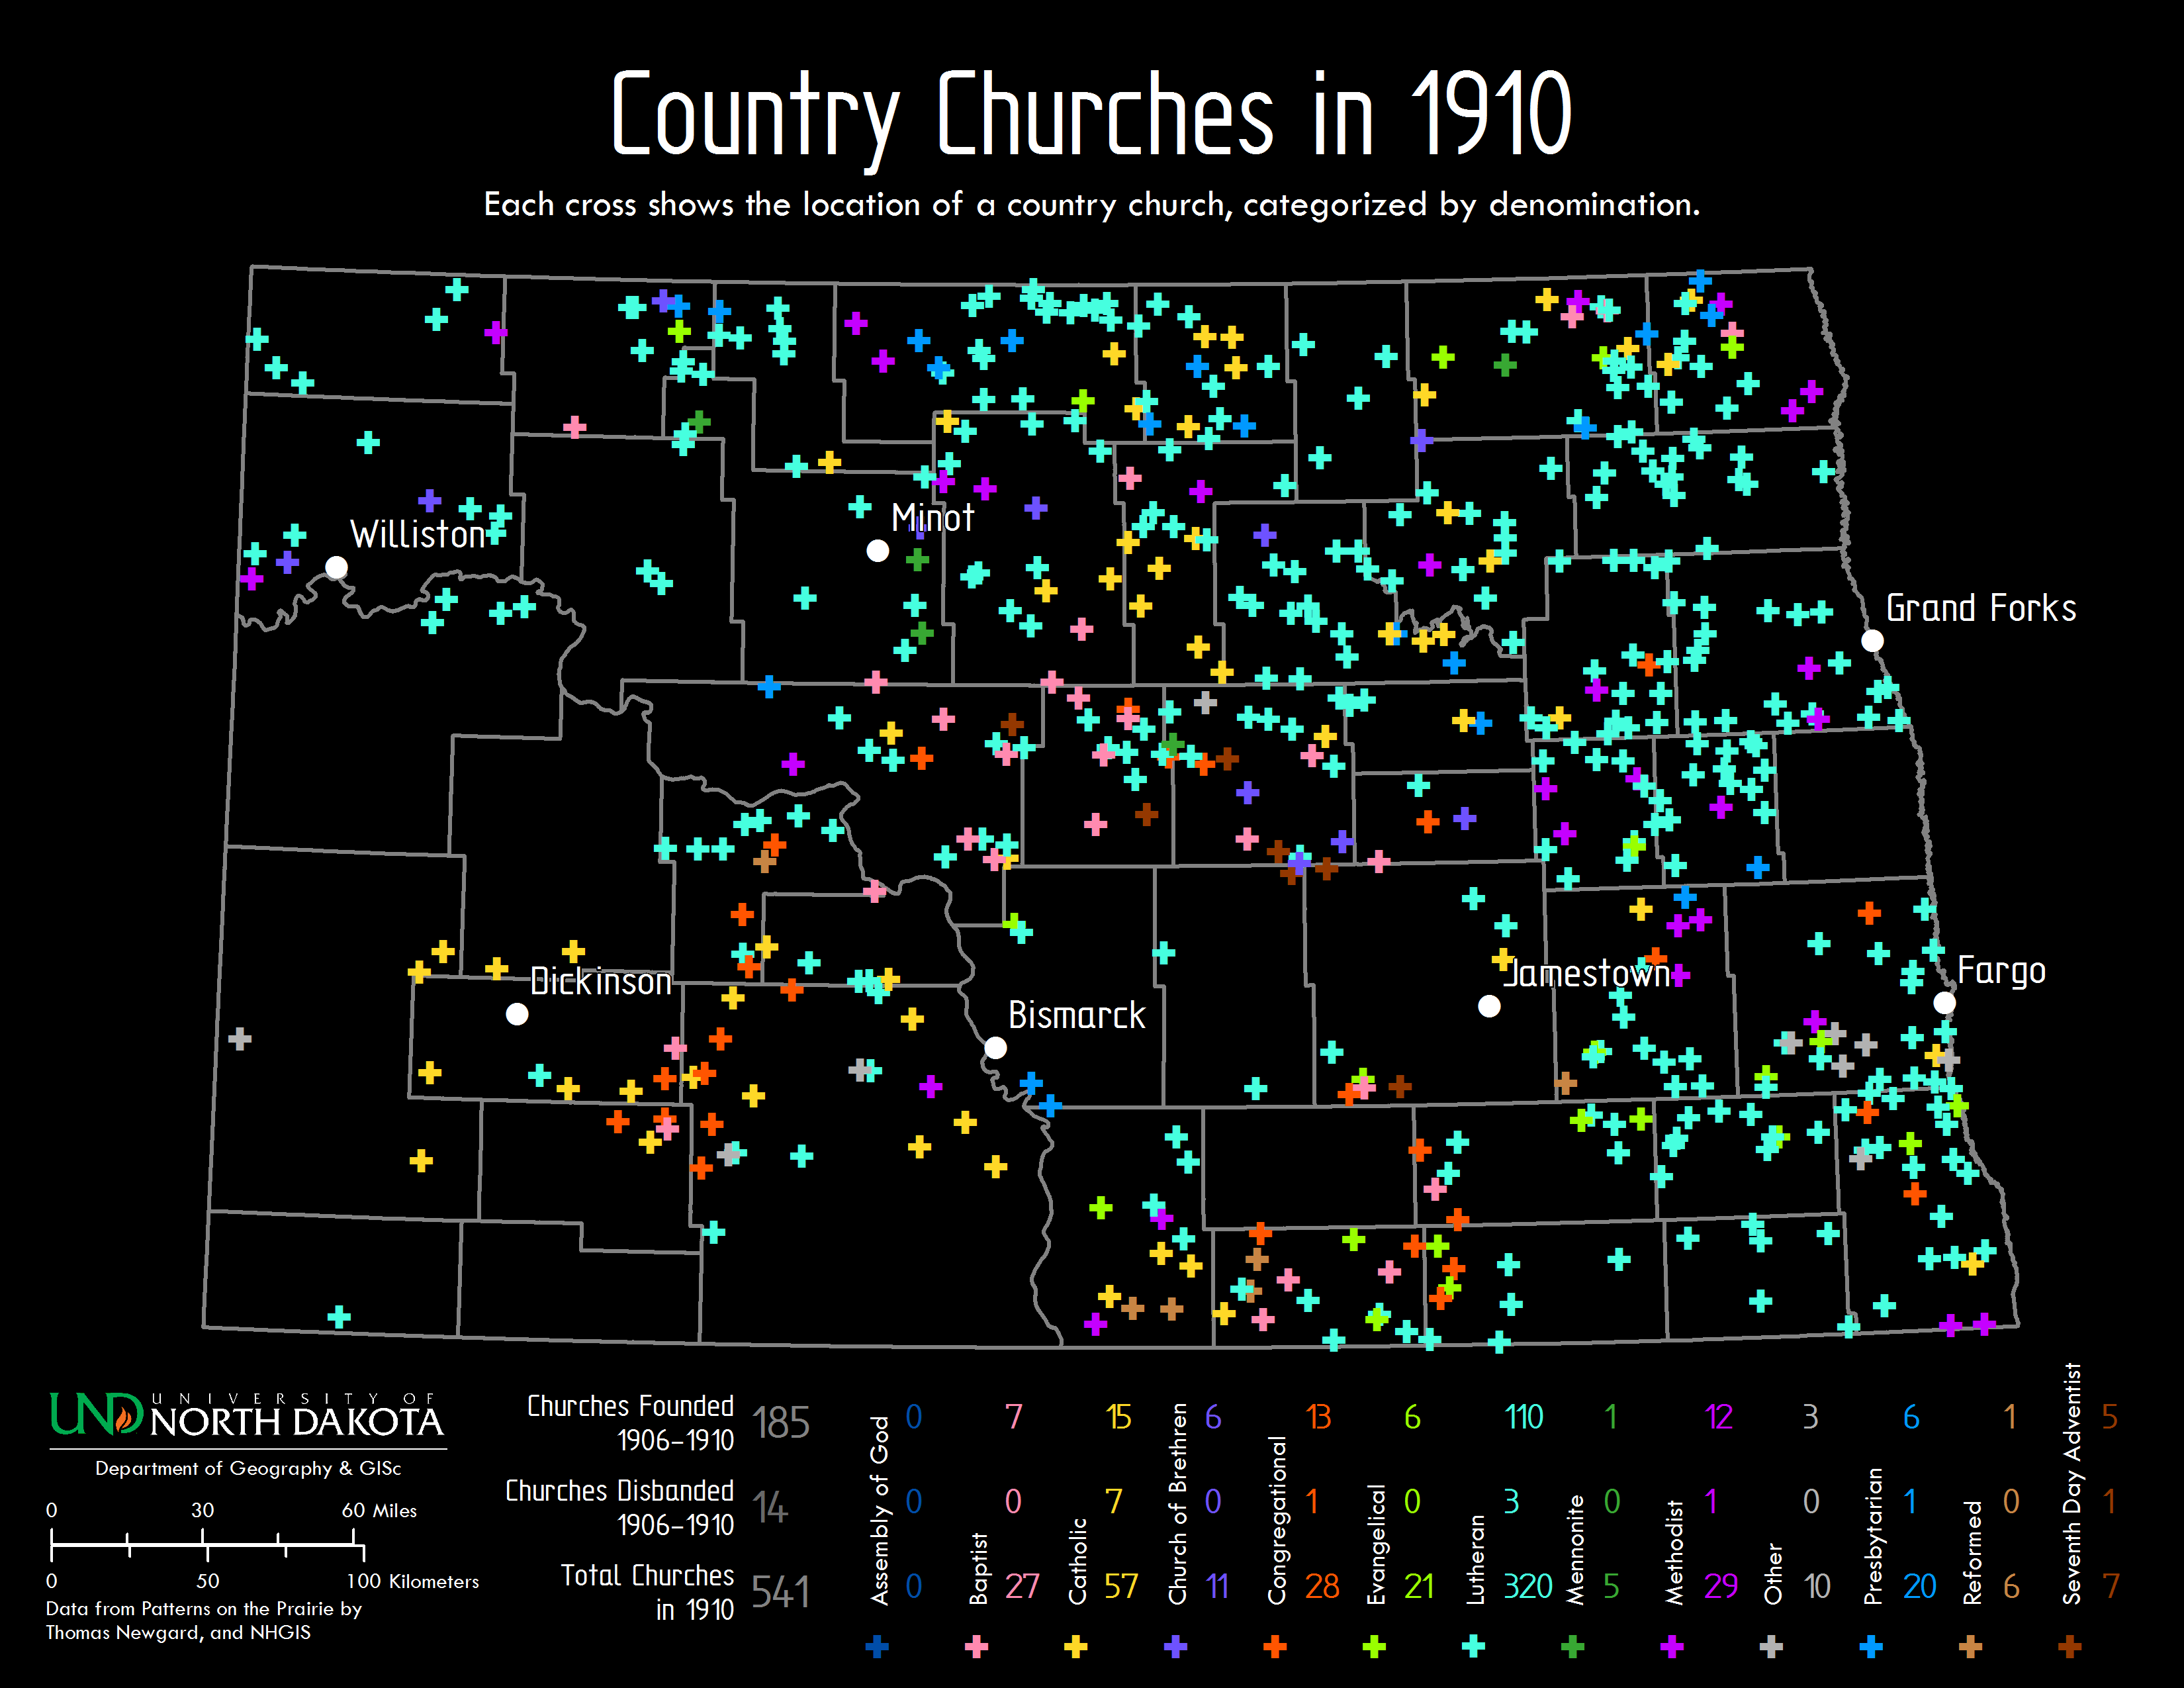 Country Churches in 1910
Each cross shows the location of a country church, categorized by denomination.
Minot
Williston
Grand Forks
Dickinson
Jamestown
Fargo
Bismarck
UND UNIVERSITY OF
NORTH DAKOTA
Department of Geography & GISc
0 30 60 Miles
0 50 100 Kilometers
Data from Patterns on the Prairie by
Thomas Newgard, and NHGIS
Churches Founded
1906–1910
185
Churches Disbanded
1906–1910
14
Total Churches
in 1910
541
Assembly of God
0
0
0
Baptist
7
0
27
Catholic
15
7
57
Church of Brethren
6
0
11
Congregational
13
1
28
Evangelical
6
0
21
Lutheran
110
3
320
Mennonite
1
0
5
Methodist
12
1
29
Other
3
0
10
Presbytarian
6
1
20
Reformed
1
0
6
Seventh Day Adventist
5
1
7